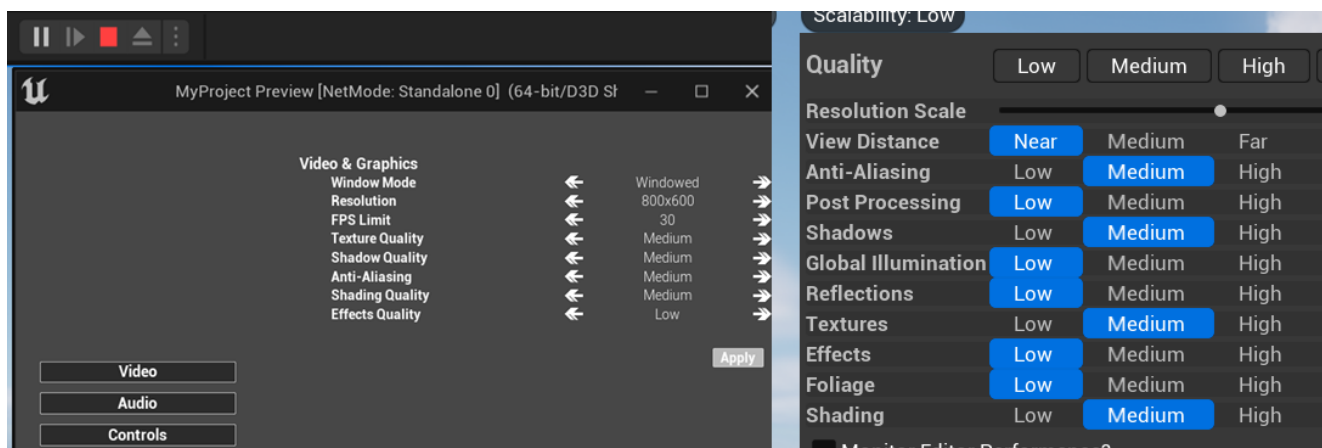 MyProject Preview [NetMode: Standalone 0] (64-bit/D3D SH
Video & Graphics
Window Mode Windowed
Resolution 800x600
FPS Limit 30
Texture Quality Medium
Shadow Quality Medium
Anti-Aliasing Medium
Shading Quality Medium
Effects Quality Low
Apply
Video
Audio
Controls
Scalability: Low
Quality Low Medium High
Resolution Scale
View Distance Near Medium Far
Anti-Aliasing Low Medium High
Post Processing Low Medium High
Shadows Low Medium High
Global Illumination Low Medium High
Reflections Low Medium High
Textures Low Medium High
Effects Low Medium High
Foliage Low Medium High
Shading Low Medium High
Monitor Editor Performance?